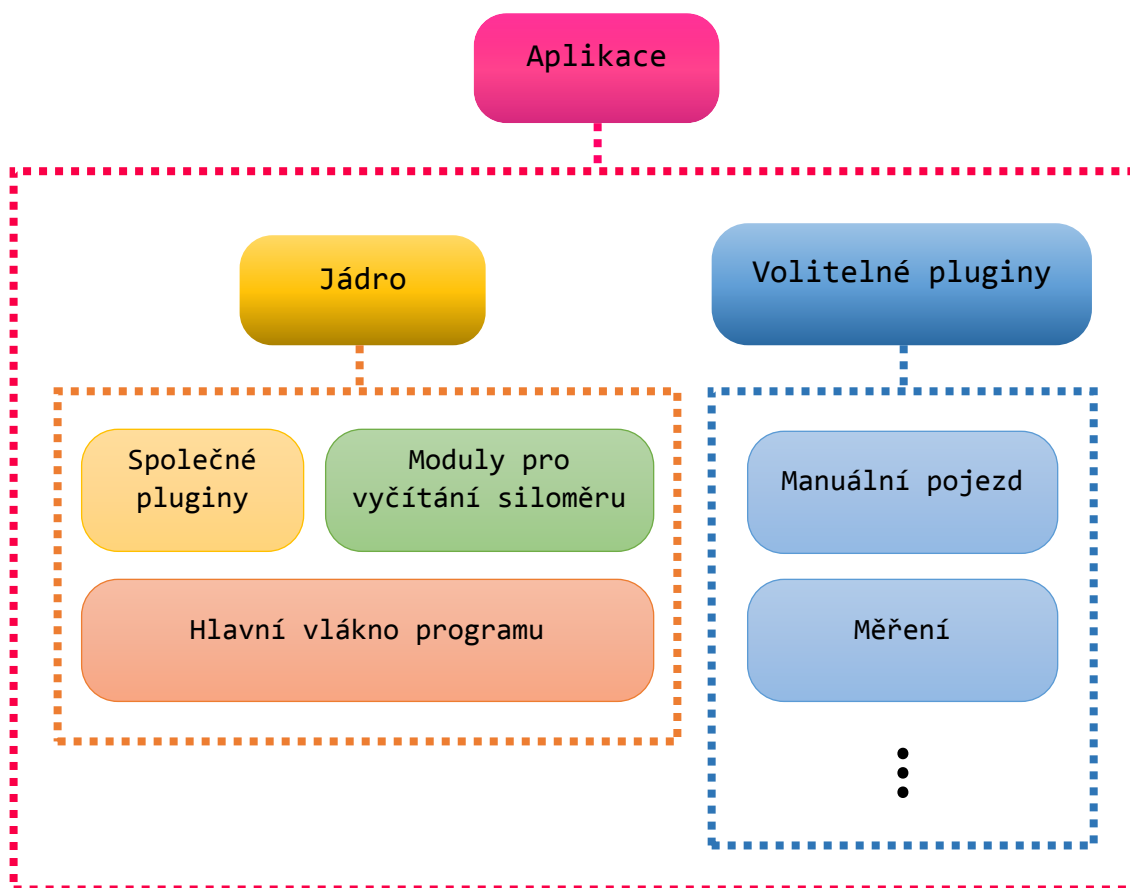 Aplikace
Jádro
Volitelné pluginy
Společné
pluginy
Moduly pro
vyčítání siloměru
Hlavní vlákno programu
Manuální pojezd
Měření